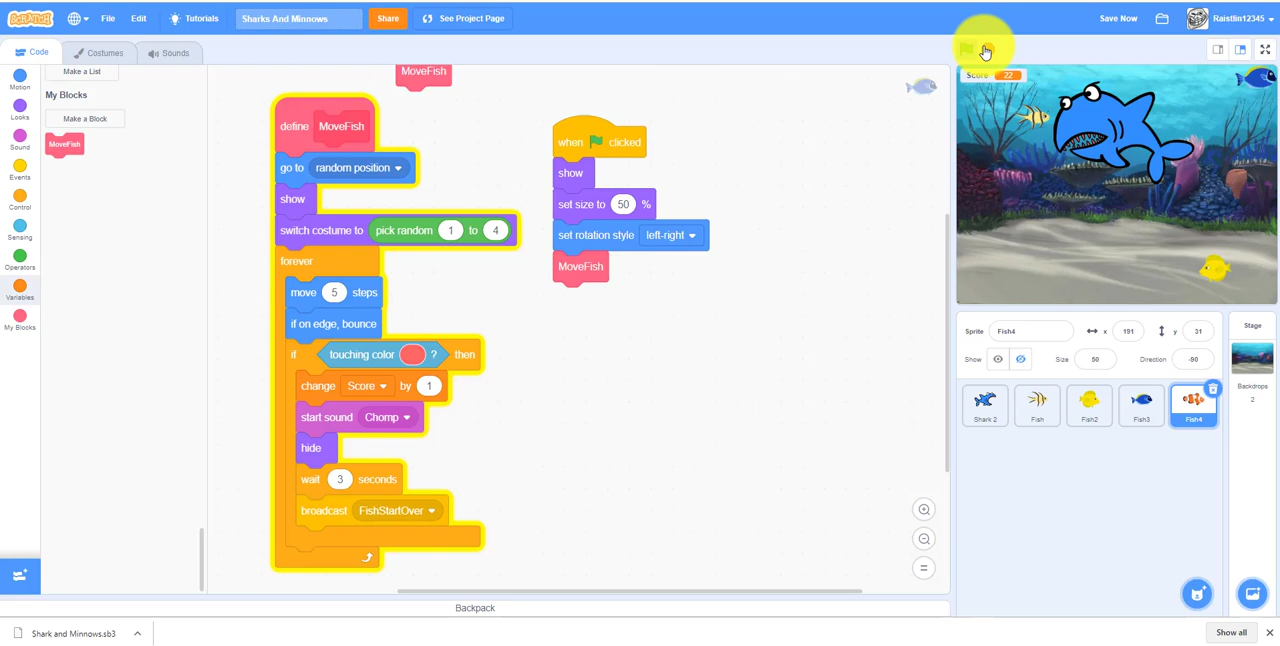 SCRATCH File Edit Tutorials Sharks And Minnows Share See Project Page Save Now Raistlin12345
Code Costumes Sounds
Motion
Looks
Sound
Events
Control
Sensing
Operators
Variables
My Blocks
Make a List
My Blocks
Make a Block
MoveFish
MoveFish
define MoveFish
go to random position
show
switch costume to pick random 1 to 4
forever
move 5 steps
if on edge, bounce
if touching color ? then
change Score by 1
start sound Chomp
hide
wait 3 seconds
broadcast FishStartOver
when clicked
show
set size to 50 %
set rotation style left-right
MoveFish
Score 22
Sprite Fish4 x 191 y 31
Show Size 50 Direction -90
Shark 2 Fish Fish2 Fish3 Fish4
Stage
Backdrops
2
Backpack
Shark and Minnows.sb3 Show all